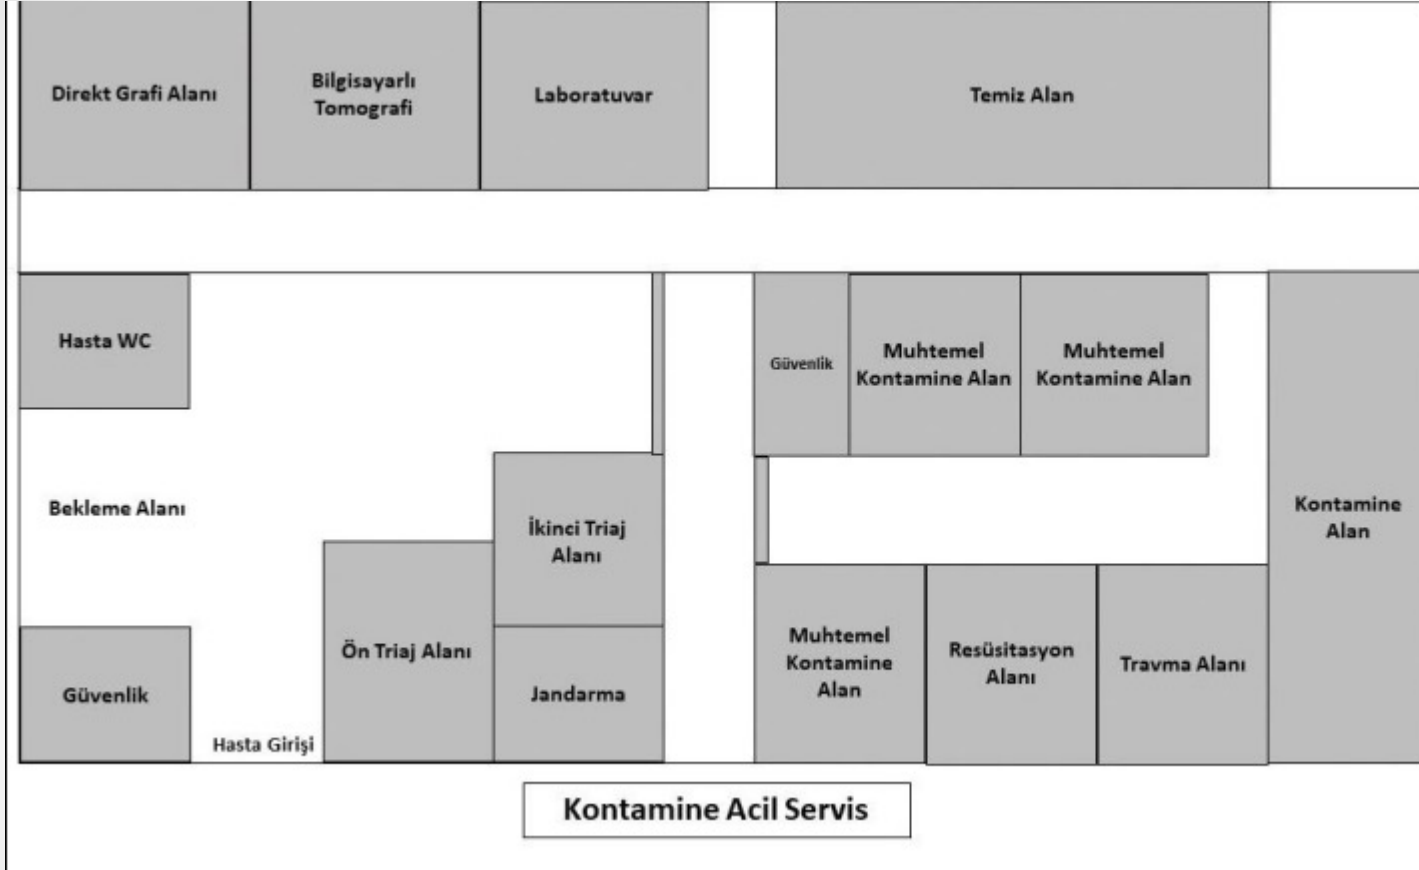 Direkt Grafi Alanı
Bilgisayarlı
Tomografi
Laboratuvar
Temiz Alan
Hasta WC
Güvenlik
Muhtemel
Kontamine Alan
Muhtemel
Kontamine Alan
Bekleme Alanı
İkinci Triaj
Alanı
Kontamine
Alan
Ön Triaj Alanı
Muhtemel
Kontamine
Alan
Resüsitasyon
Alanı
Travma Alanı
Güvenlik
Jandarma
Hasta Girişi
Kontamine Acil Servis